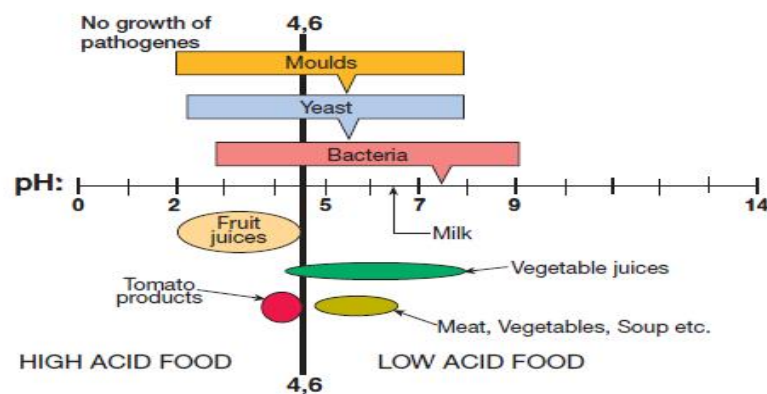 No growth of
pathogenes
4,6
Moulds
Yeast
Bacteria
pH:
0 2 5 7 9 14
Fruit
juices
Milk
Vegetable juices
Tomato
products
Meat, Vegetables, Soup etc.
HIGH ACID FOOD
LOW ACID FOOD
4,6